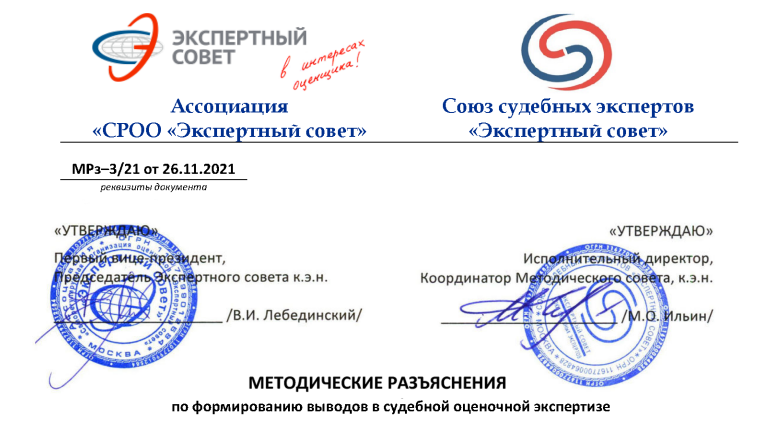 ЭКСПЕРТНЫЙ
СОВЕТ
в интересах
оценщика!
Ассоциация
«СРОО «Экспертный совет»
Союз судебных экспертов
«Экспертный совет»
МРз–3/21 от 26.11.2021
реквизиты документа
«УТВЕРЖДАЮ»
Первый вице-президент,
Председатель Экспертного совета к.э.н.
/В.И. Лебединский/
«УТВЕРЖДАЮ»
Исполнительный директор,
Координатор Методического совета, к.э.н.
/М.О. Ильин/
МОСКВА
МЕТОДИЧЕСКИЕ РАЗЪЯСНЕНИЯ
по формированию выводов в судебной оценочной экспертизе